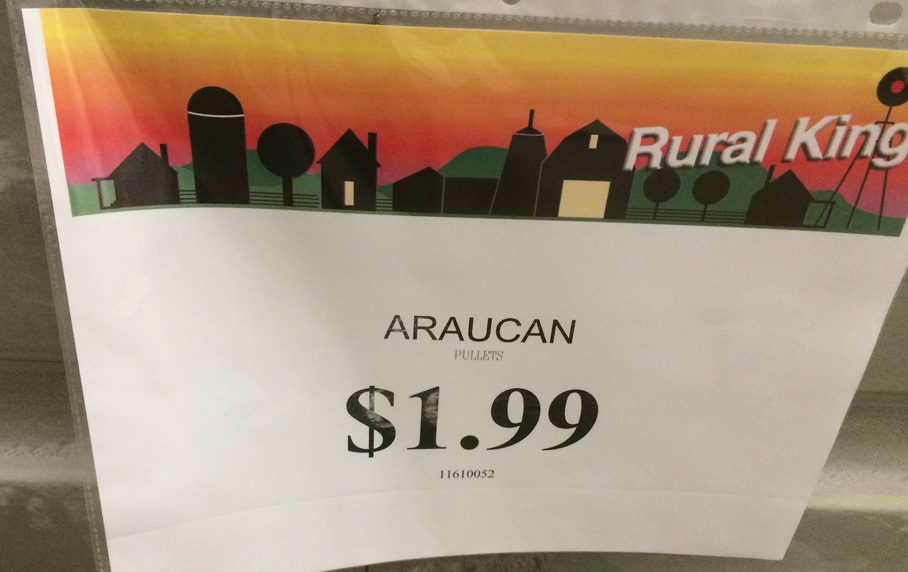 Rural King
ARAUCAN
PULLETS
$1.99
11610052